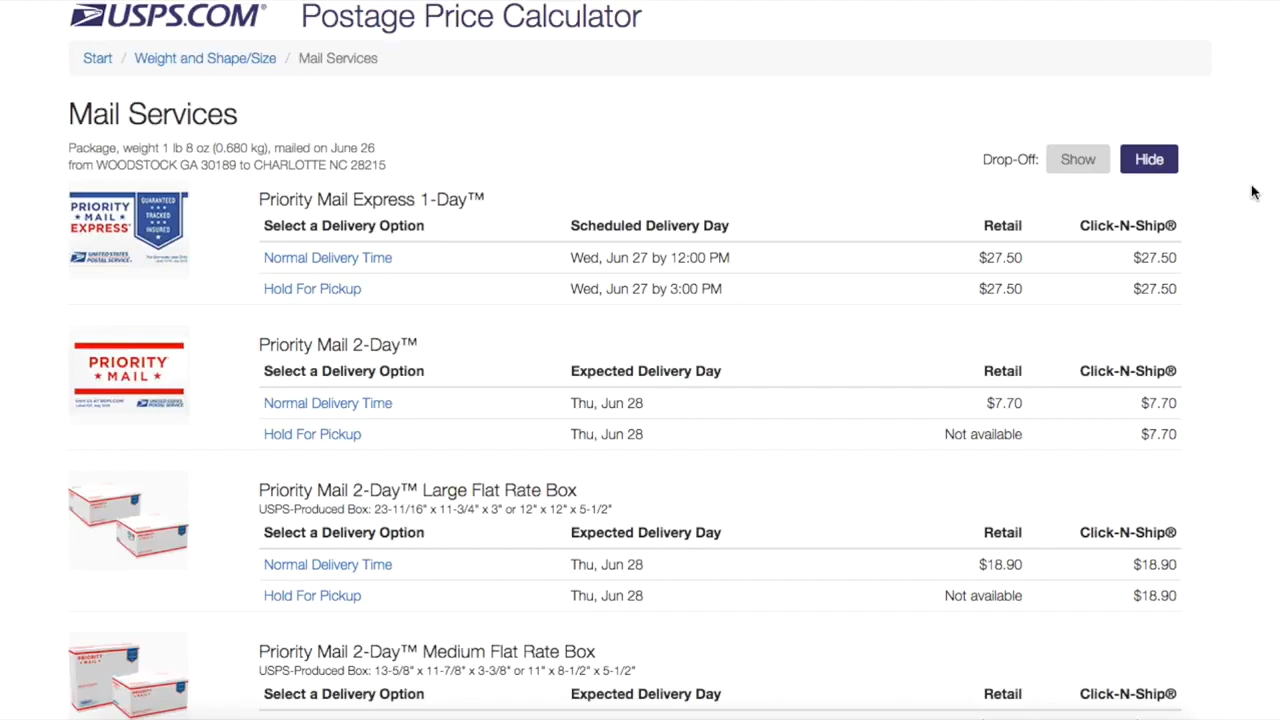 USPS.COM® Postage Price Calculator
Start / Weight and Shape/Size / Mail Services
Mail Services
Package, weight 1 lb 8 oz (0.680 kg), mailed on June 26
from WOODSTOCK GA 30189 to CHARLOTTE NC 28215
Drop-Off: Show Hide
PRIORITY
★ MAIL ★
EXPRESS®
GUARANTEED
TRACKED
INSURED
UNITED STATES
POSTAL SERVICE®
Priority Mail Express 1-Day™
Select a Delivery Option Scheduled Delivery Day Retail Click-N-Ship®
Normal Delivery Time Wed, Jun 27 by 12:00 PM $27.50 $27.50
Hold For Pickup Wed, Jun 27 by 3:00 PM $27.50 $27.50
PRIORITY®
★ MAIL ★
UNITED STATES
POSTAL SERVICE
Priority Mail 2-Day™
Select a Delivery Option Expected Delivery Day Retail Click-N-Ship®
Normal Delivery Time Thu, Jun 28 $7.70 $7.70
Hold For Pickup Thu, Jun 28 Not available $7.70
Priority Mail 2-Day™ Large Flat Rate Box
USPS-Produced Box: 23-11/16" x 11-3/4" x 3" or 12" x 12" x 5-1/2"
Select a Delivery Option Expected Delivery Day Retail Click-N-Ship®
Normal Delivery Time Thu, Jun 28 $18.90 $18.90
Hold For Pickup Thu, Jun 28 Not available $18.90
PRIORITY
★ MAIL ★
Priority Mail 2-Day™ Medium Flat Rate Box
USPS-Produced Box: 13-5/8" x 11-7/8" x 3-3/8" or 11" x 8-1/2" x 5-1/2"
Select a Delivery Option Expected Delivery Day Retail Click-N-Ship®